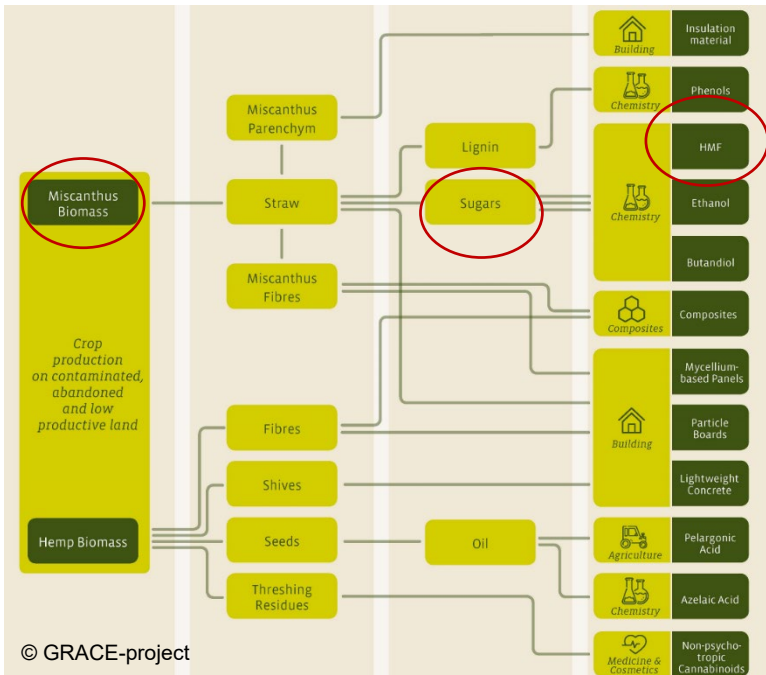 Insulation
material
Building
Miscanthus
Parenchym
Phenols
Chemistry
Lignin
HMF
Miscanthus
Biomass
Straw
Sugars
Ethanol
Chemistry
Butandiol
Miscanthus
Fibres
Composites
Composites
Crop
production
on contaminated,
abandoned
and low
productive land
Mycellium-
based Panels
Fibres
Particle
Boards
Building
Shives
Lightweight
Concrete
Hemp Biomass
Seeds
Oil
Pelargonic
Acid
Agriculture
Threshing
Residues
Azelaic Acid
Chemistry
© GRACE-project
Non-psycho-
tropic
Cannabinoids
Medicine &
Cosmetics